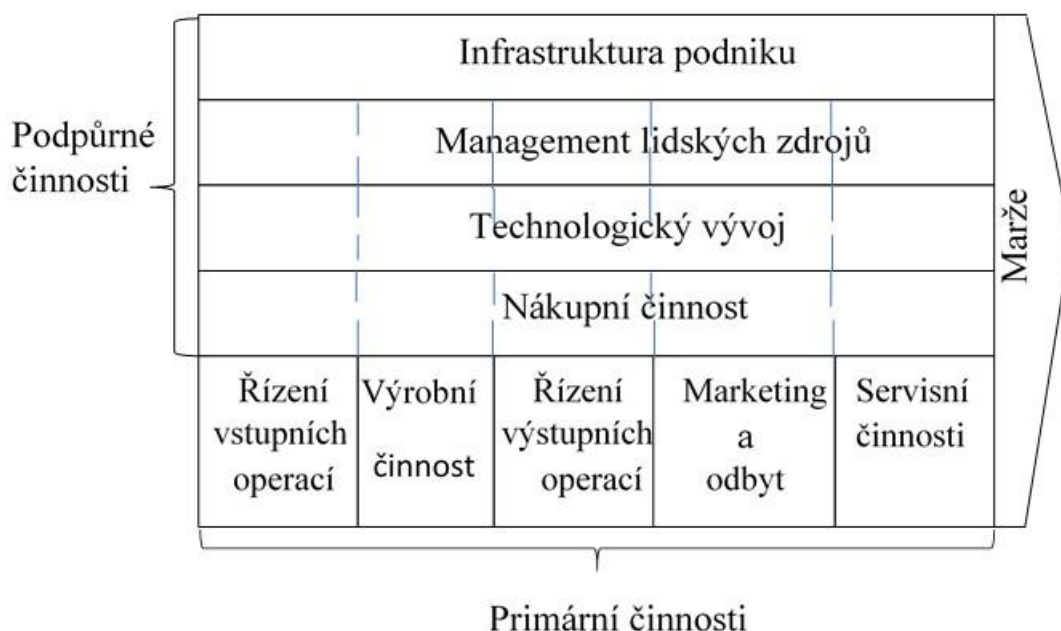 Infrastruktura podniku
Podpůrné
činnosti
Management lidských zdrojů
Technologický vývoj
Nákupní činnost
Marže
Řízení
vstupních
operací
Výrobní
činnost
Řízení
výstupních
operací
Marketing
a
odbyt
Servisní
činnosti
Primární činnosti